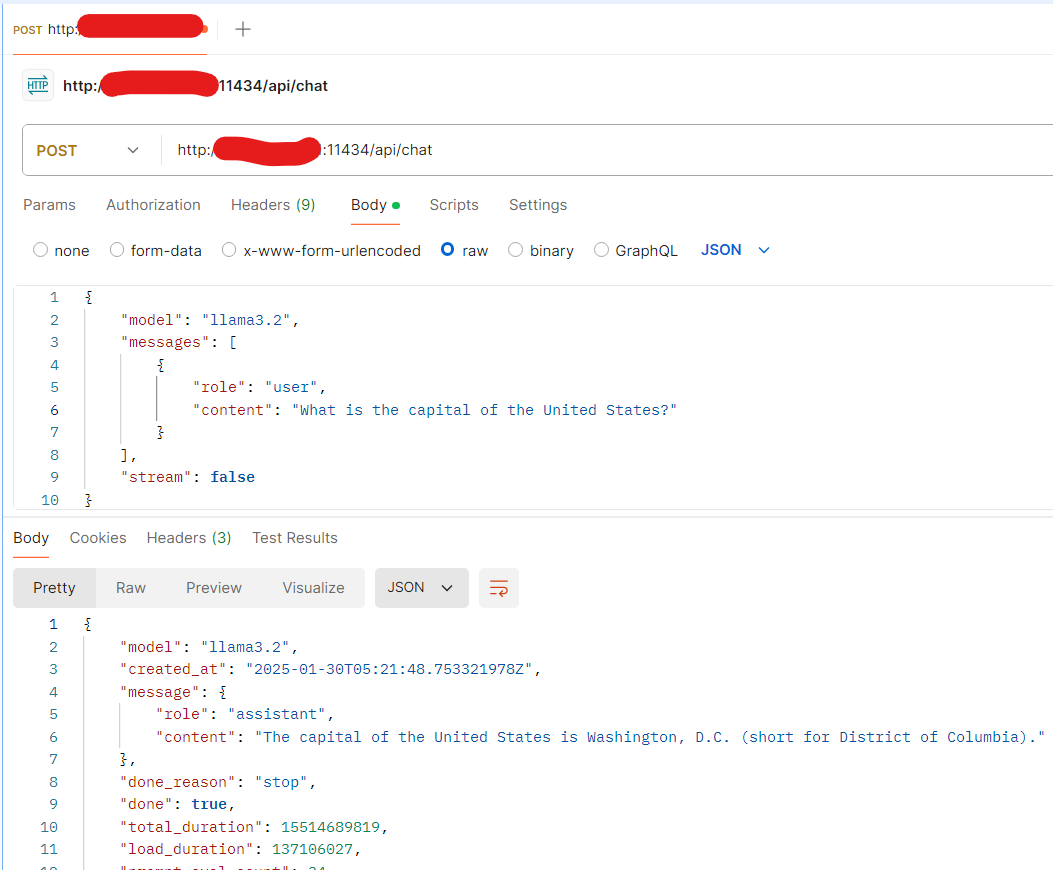 POST http:/
HTTP http:/ 11434/api/chat
POST http:/ :11434/api/chat
Params Authorization Headers (9) Body Scripts Settings
none form-data x-www-form-urlencoded raw binary GraphQL JSON
1 {
2 "model": "llama3.2",
3 "messages": [
4 {
5 "role": "user",
6 "content": "What is the capital of the United States?"
7 }
8 ],
9 "stream": false
10 }
Body Cookies Headers (3) Test Results
Pretty Raw Preview Visualize JSON
1 {
2 "model": "llama3.2",
3 "created_at": "2025-01-30T05:21:48.753321978Z",
4 "message": {
5 "role": "assistant",
6 "content": "The capital of the United States is Washington, D.C. (short for District of Columbia)."
7 },
8 "done_reason": "stop",
9 "done": true,
10 "total_duration": 15514689819,
11 "load_duration": 137106027,